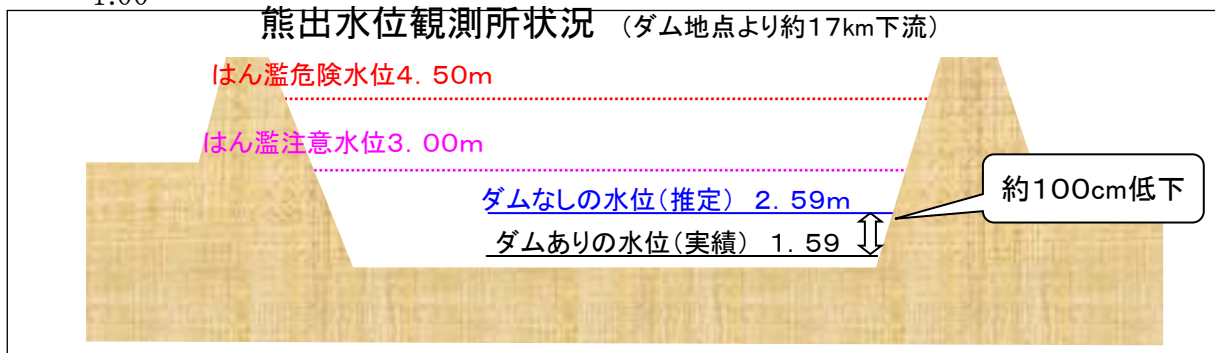 熊出水位観測所状況 (ダム地点より約17km下流)
はん濫危険水位4.50m
はん濫注意水位3.00m
ダムなしの水位(推定) 2.59m
約100cm低下
ダムありの水位(実績) 1.59